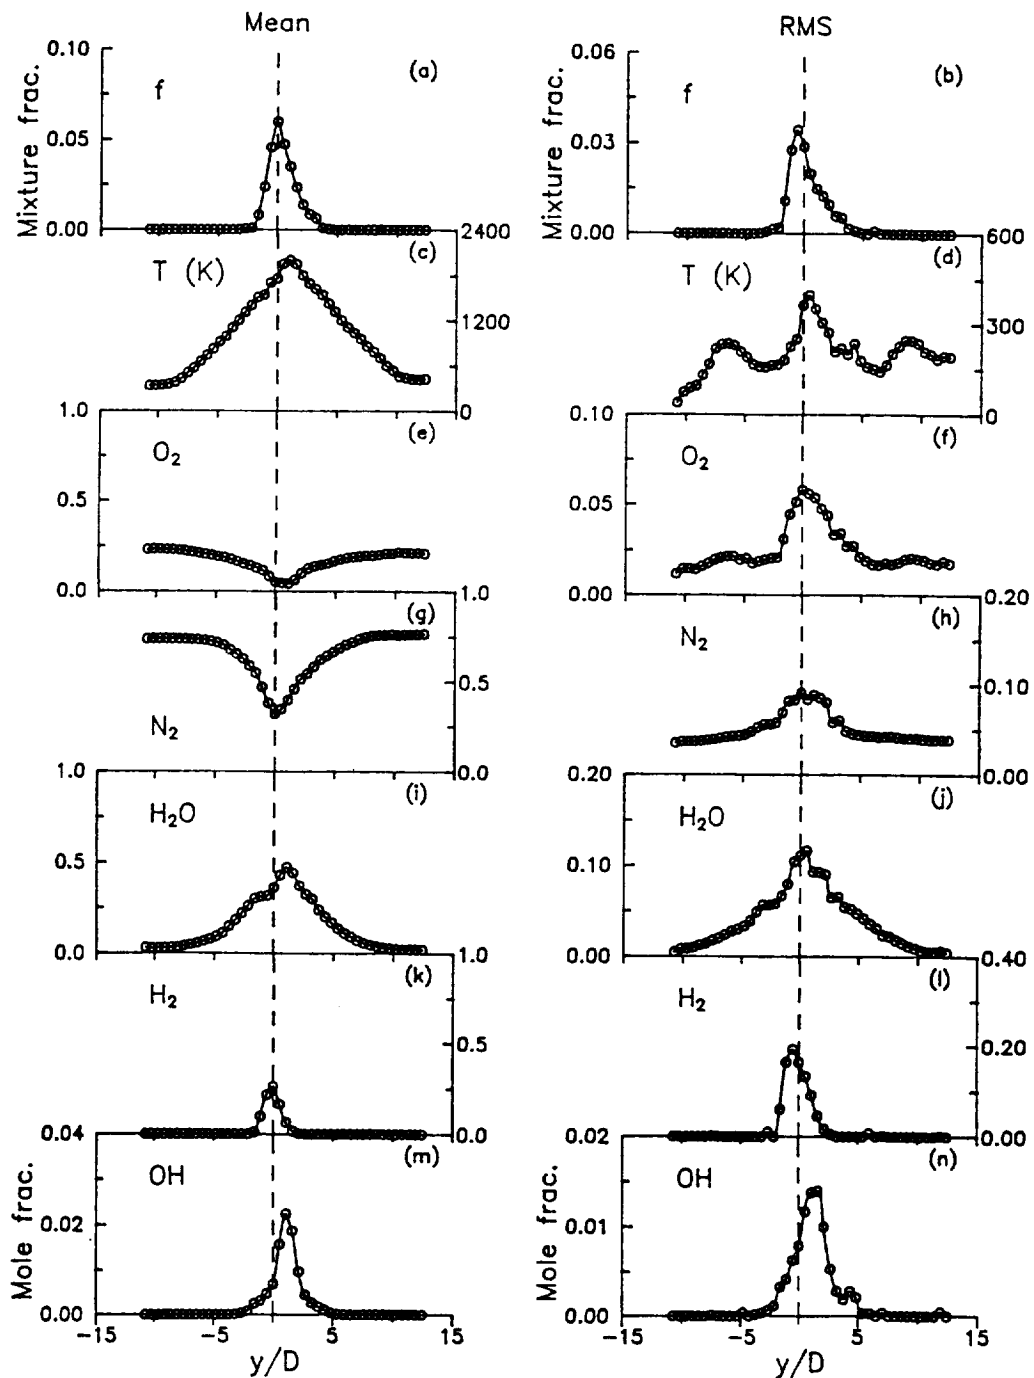 Mean RMS
0.10 (a) 0.06 (b)
f f
Mixture frac. 0.05 Mixture frac. 0.03
0.00 2400 0.00 600
(c) (d)
T (K) T (K)
1200 300
1.0 0 0.10 0
(e) (f)
O₂ O₂
0.5 0.05
0.0 1.0 0.00 0.20
(g) (h)
N₂
0.5 0.10
N₂
1.0 0.0 0.20 0.00
(i) (j)
H₂O H₂O
0.5 0.10
0.0 1.0 0.00 0.40
(k) (l)
H₂ H₂
0.5 0.20
0.04 0.0 0.02 0.00
(m) (n)
OH OH
Mole frac. 0.02 Mole frac. 0.01
0.00 0.00
-15 -5 5 15 -15 -5 5 15
y/D y/D